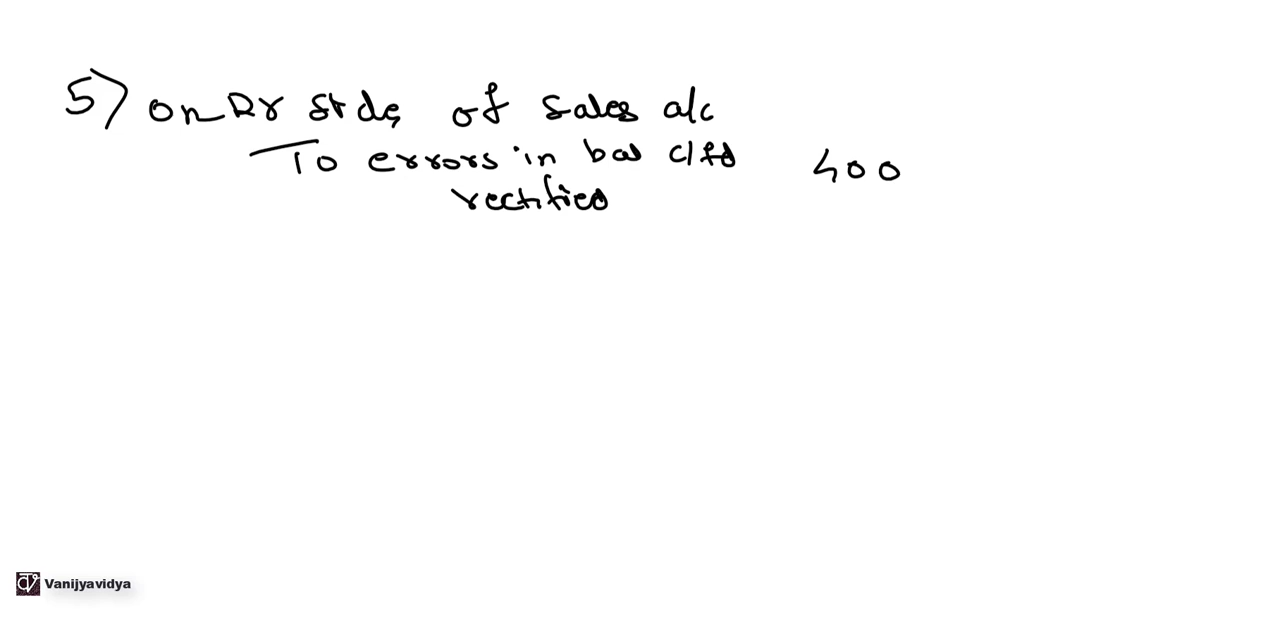 5) on Dr side of sales a/c
To errors in bal c/fd 400
rectified
Vanijyavidya